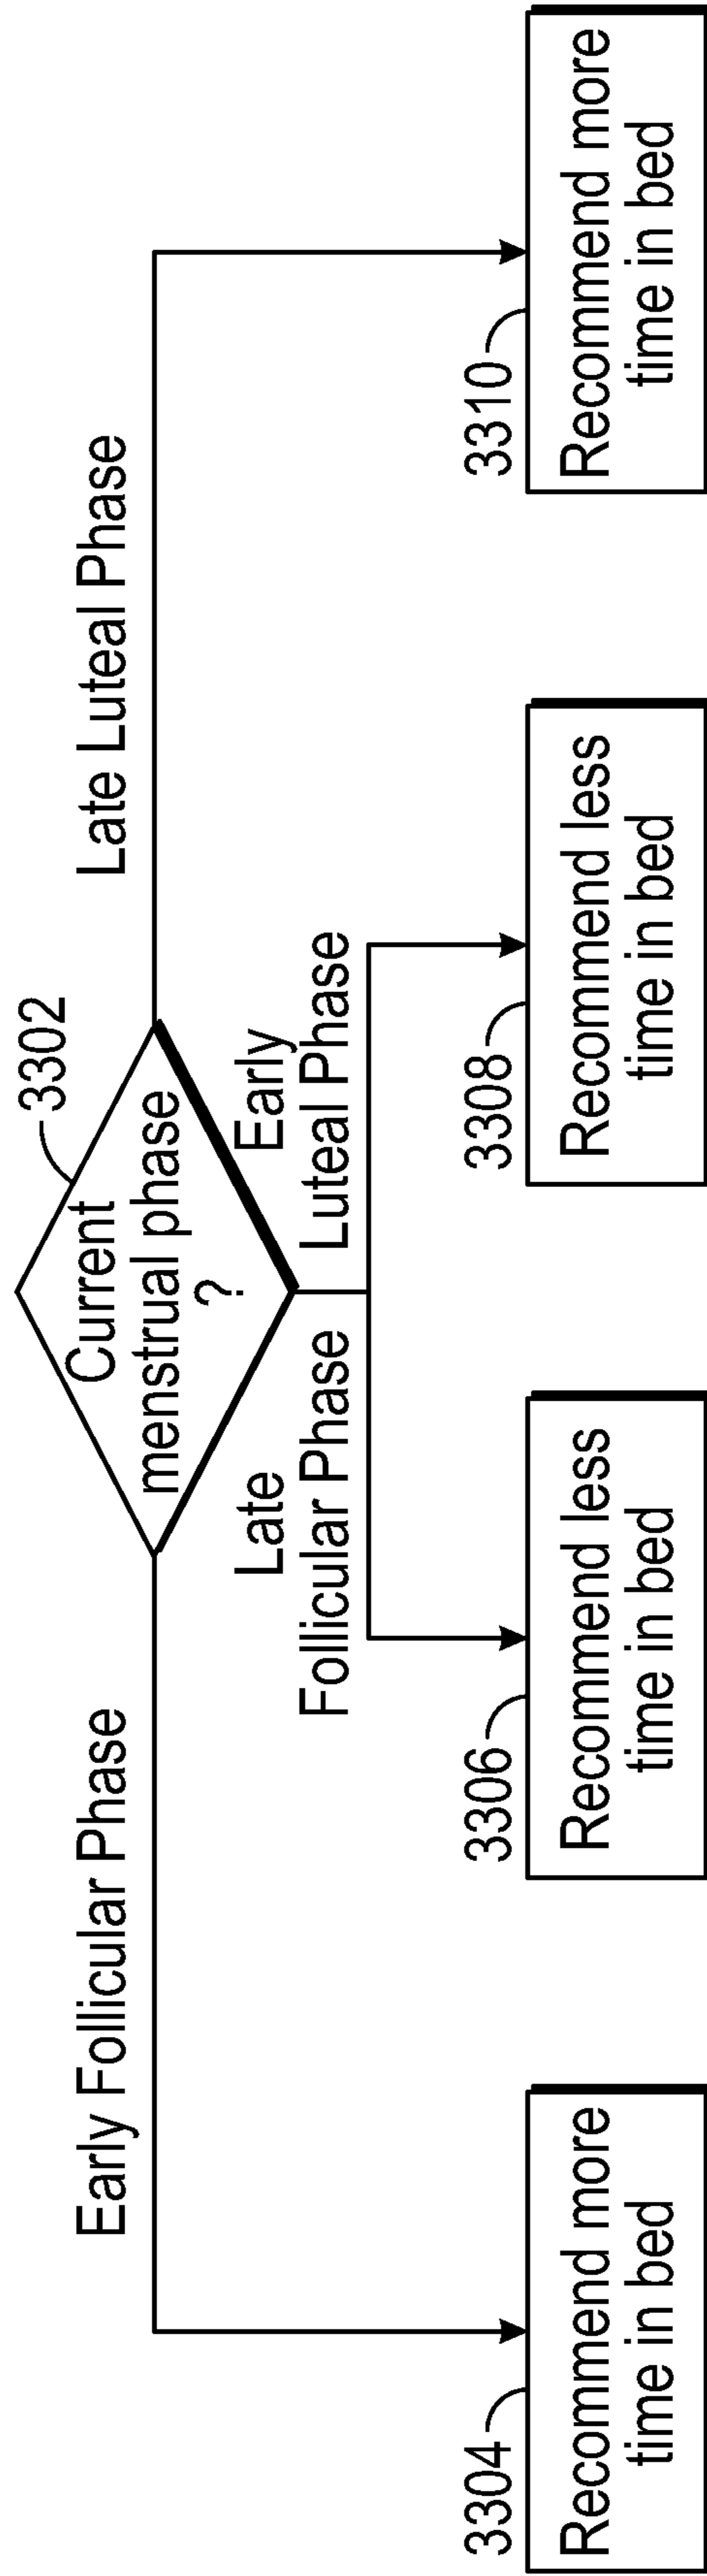 3302
Current
menstrual phase
?
Early Follicular Phase
Late Luteal Phase
Late
Follicular Phase
Early
Luteal Phase
3304
Recommend more
time in bed
3306
Recommend less
time in bed
3308
Recommend less
time in bed
3310
Recommend more
time in bed